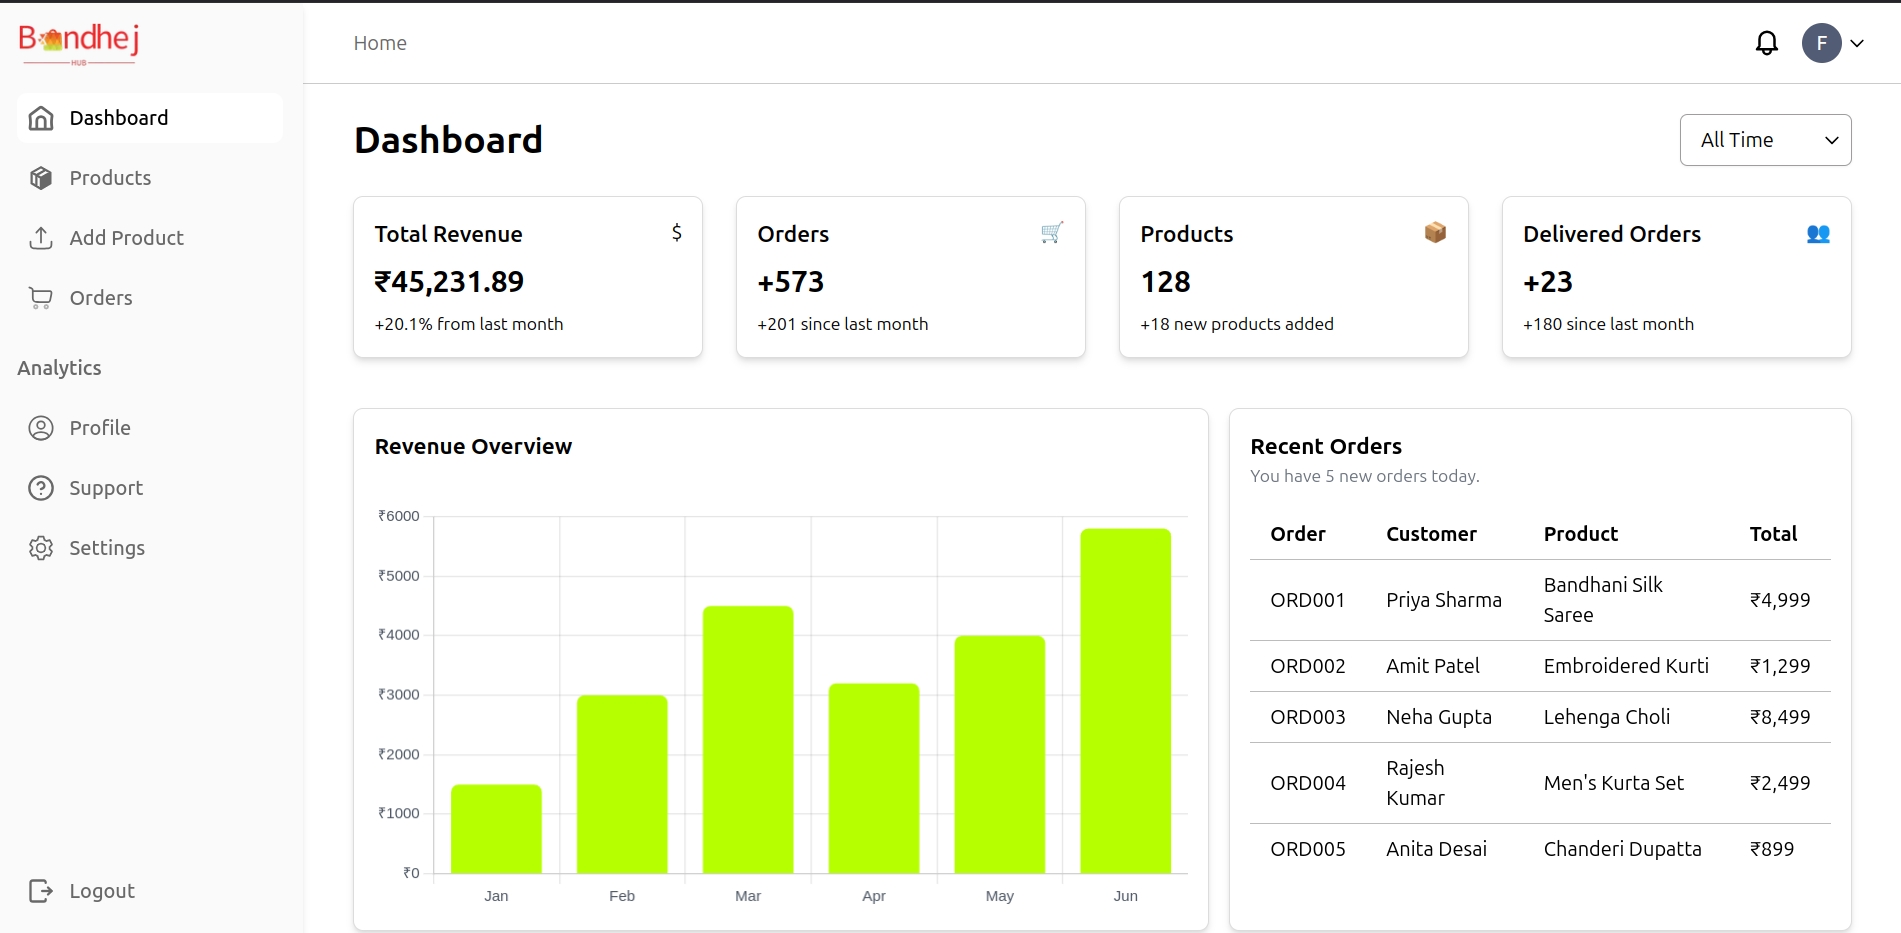 Bandhej
HUB
Home
F
Dashboard
Products
Add Product
Orders
Analytics
Profile
Support
Settings
Logout
Dashboard
All Time
Total Revenue $
₹45,231.89
+20.1% from last month
Orders
+573
+201 since last month
Products
128
+18 new products added
Delivered Orders
+23
+180 since last month
Revenue Overview
₹6000
₹5000
₹4000
₹3000
₹2000
₹1000
₹0
Jan Feb Mar Apr May Jun
Recent Orders
You have 5 new orders today.
Order Customer Product Total
ORD001 Priya Sharma Bandhani Silk
Saree ₹4,999
ORD002 Amit Patel Embroidered Kurti ₹1,299
ORD003 Neha Gupta Lehenga Choli ₹8,499
ORD004 Rajesh
Kumar Men's Kurta Set ₹2,499
ORD005 Anita Desai Chanderi Dupatta ₹899